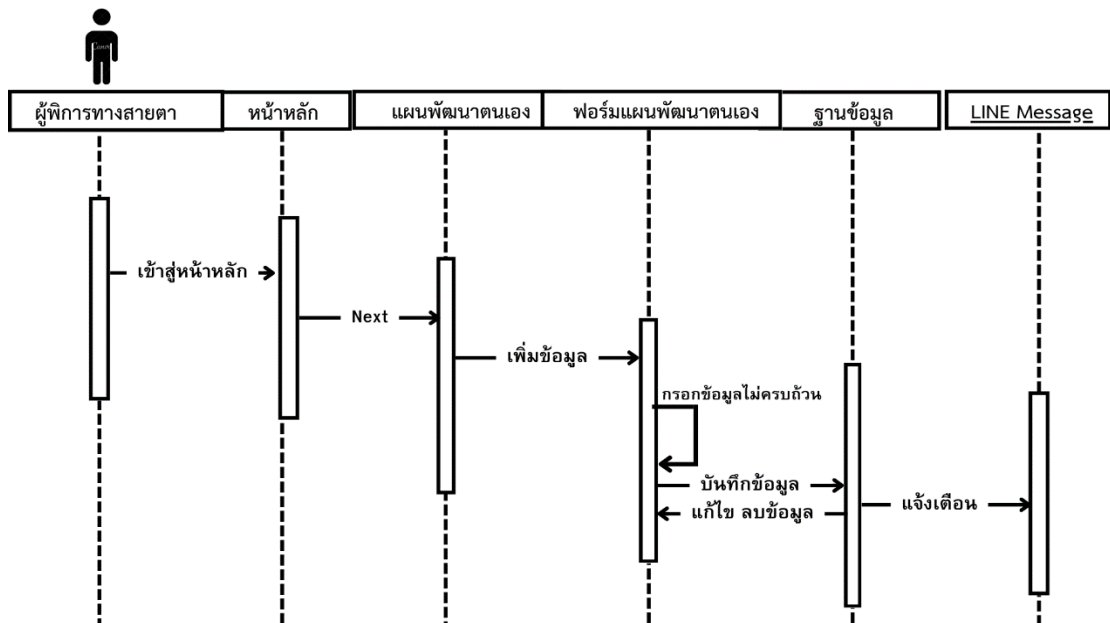 Canva
ผู้พิการทางสายตา
หน้าหลัก
แผนพัฒนาตนเอง
ฟอร์มแผนพัฒนาตนเอง
ฐานข้อมูล
LINE Message
เข้าสู่หน้าหลัก
Next
เพิ่มข้อมูล
กรอกข้อมูลไม่ครบถ้วน
บันทึกข้อมูล
แจ้งเตือน
แก้ไข ลบข้อมูล